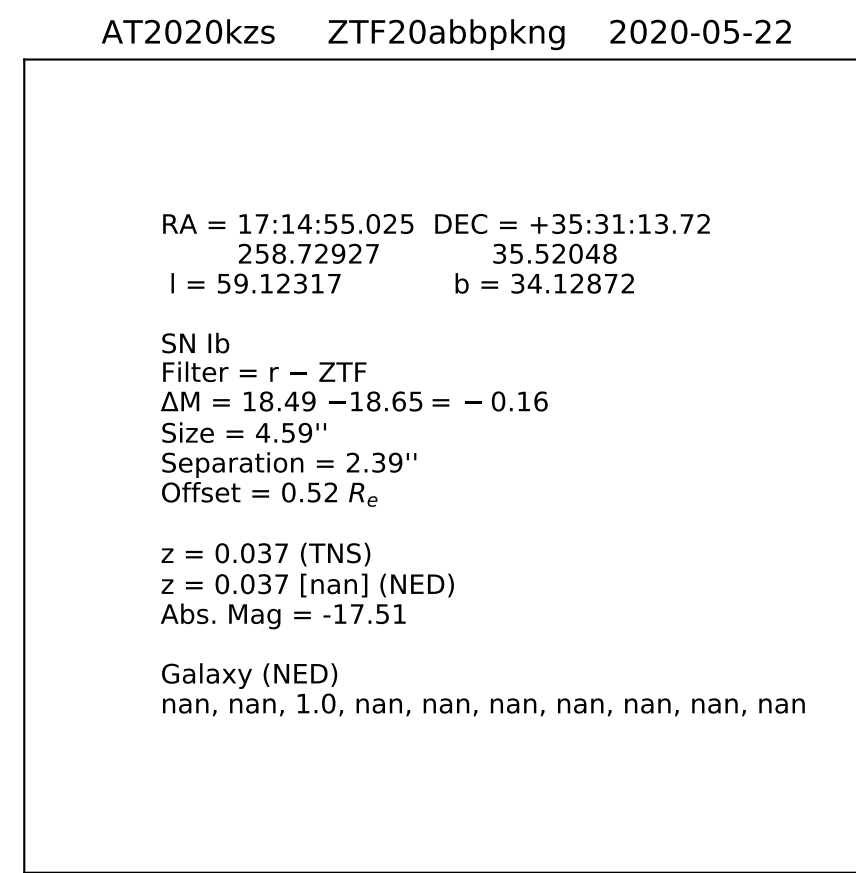 AT2020kzs ZTF20abbpkng 2020-05-22
RA = 17:14:55.025 DEC = +35:31:13.72
258.72927 35.52048
l = 59.12317 b = 34.12872
SN Ib
Filter = r − ZTF
ΔM = 18.49 −18.65 = − 0.16
Size = 4.59''
Separation = 2.39''
Offset = 0.52 Rₑ
z = 0.037 (TNS)
z = 0.037 [nan] (NED)
Abs. Mag = -17.51
Galaxy (NED)
nan, nan, 1.0, nan, nan, nan, nan, nan, nan, nan